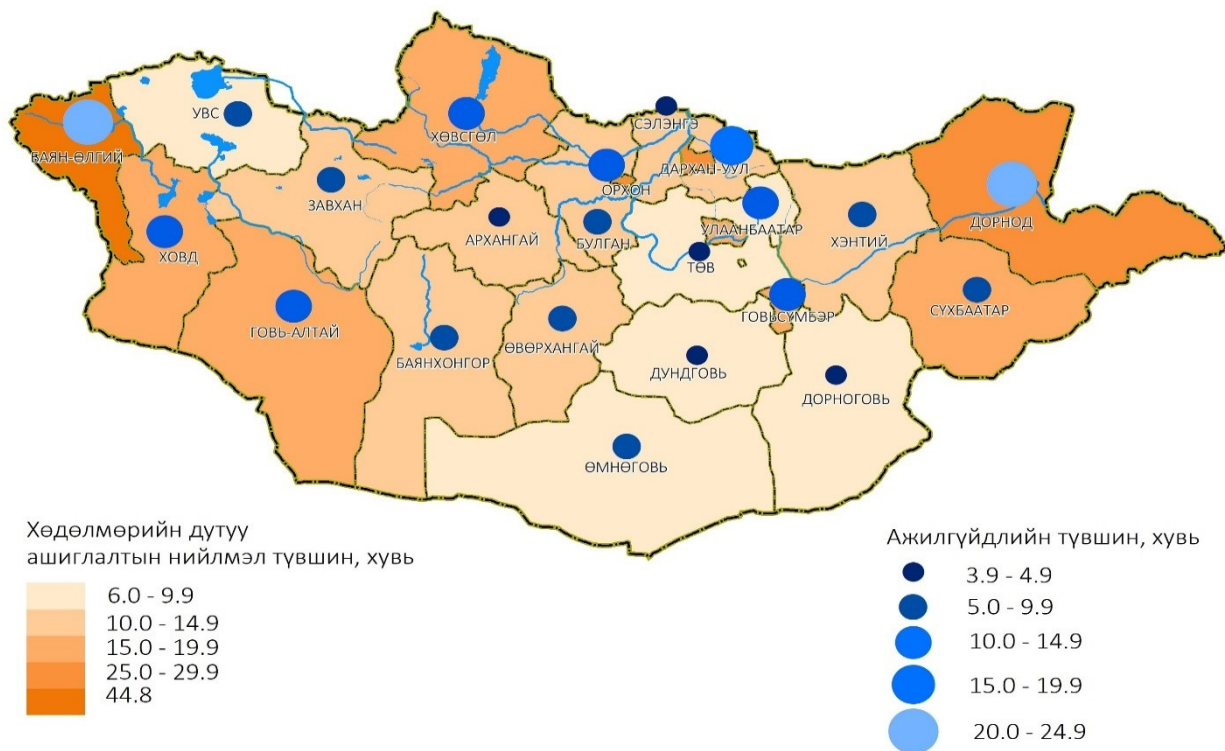 УВС
БАЯН-ӨЛГИЙ
ХОВД
ЗАВХАН
ХӨВСГӨЛ
СЭЛЭНГЭ
ДАРХАН-УУЛ
ОРХОН
АРХАНГАЙ
БУЛГАН
УЛААНБААТАР
ТӨВ
ХЭНТИЙ
ДОРНОД
СҮХБААТАР
ГОВЬ-АЛТАЙ
БАЯНХОНГОР
ӨВӨРХАНГАЙ
ГОВЬСҮМБЭР
ДУНДГОВЬ
ДОРНОГОВЬ
ӨМНӨГОВЬ
Хөдөлмөрийн дутуу
ашиглалтын нийлмэл түвшин, хувь
6.0 - 9.9
10.0 - 14.9
15.0 - 19.9
25.0 - 29.9
44.8
Ажилгүйдлийн түвшин, хувь
3.9 - 4.9
5.0 - 9.9
10.0 - 14.9
15.0 - 19.9
20.0 - 24.9